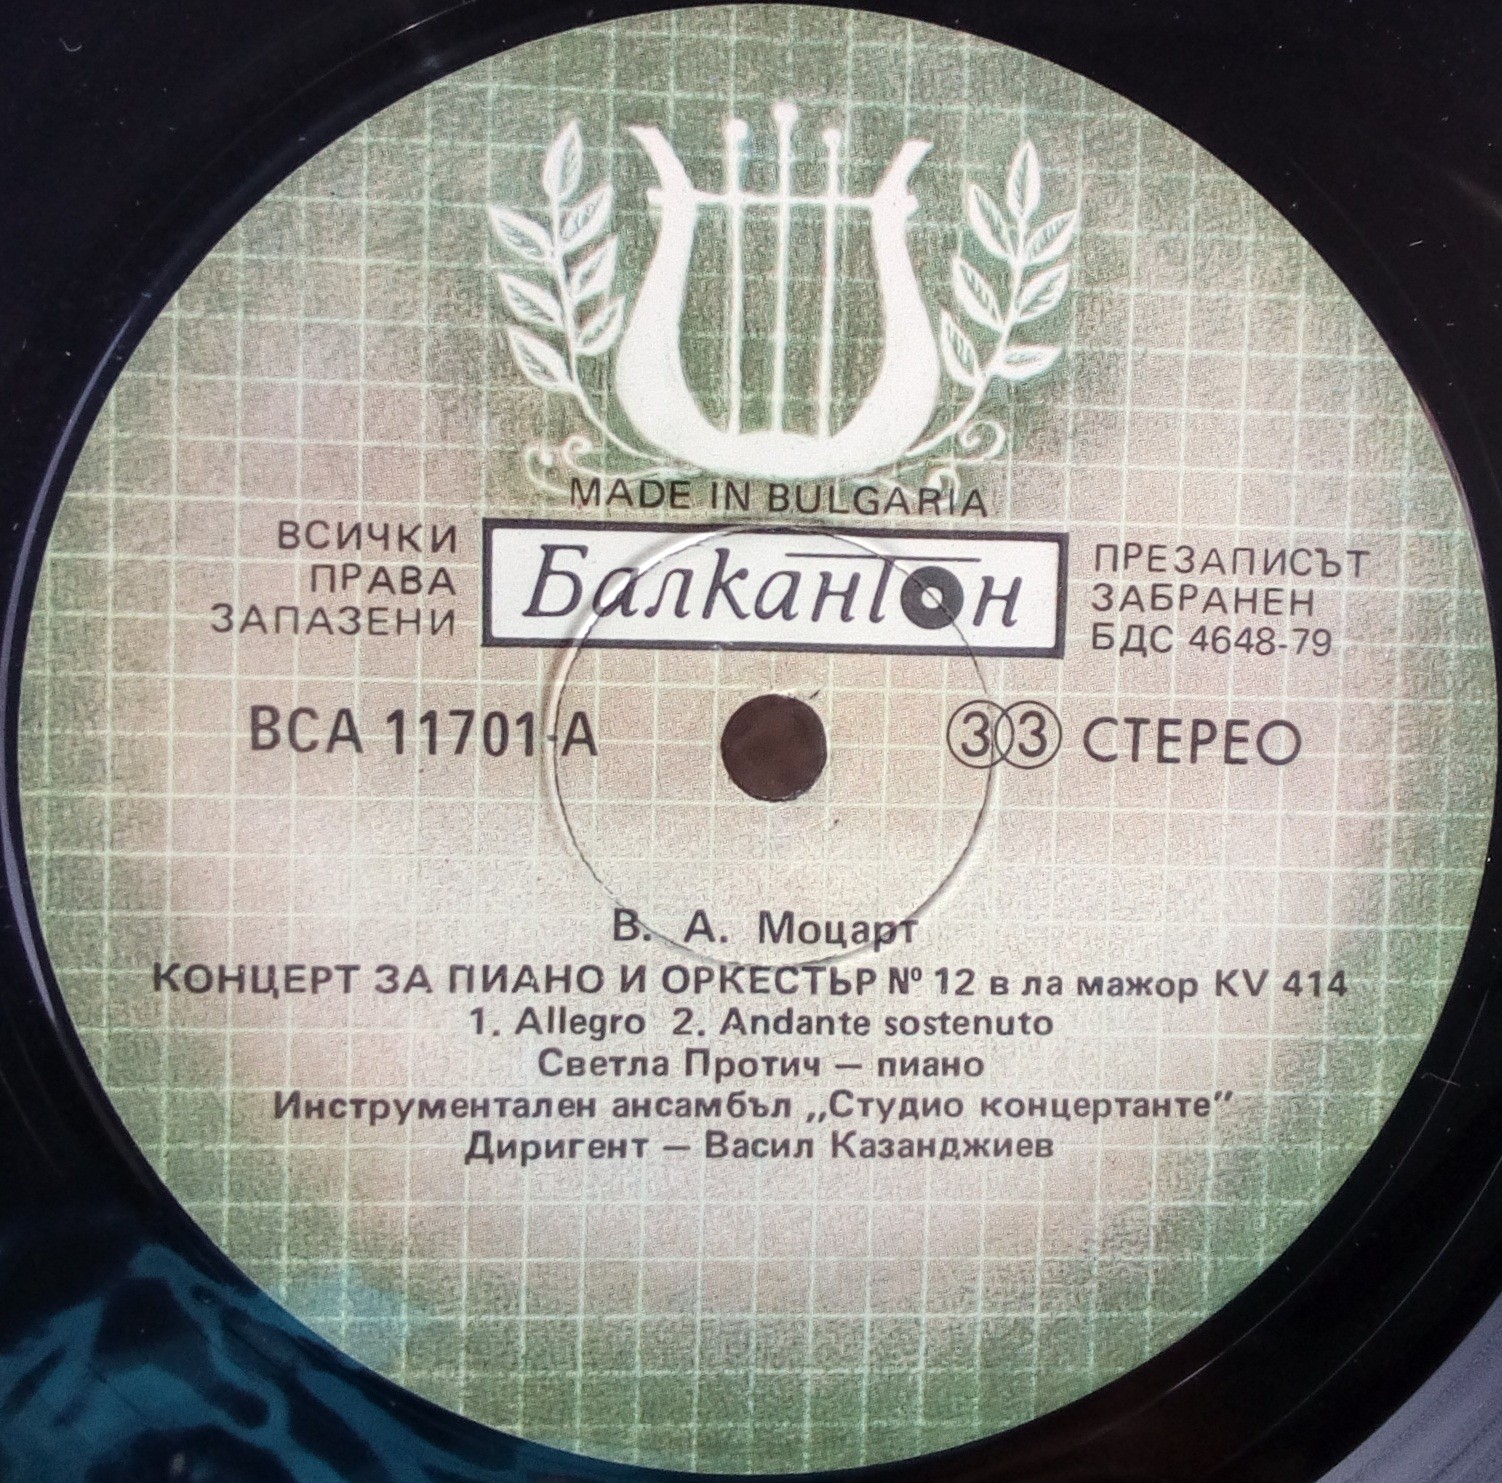 MADE IN BULGARIA
ВСИЧКИ
ПРАВА
ЗАПАЗЕНИ
Балкантон
ПРЕЗАПИСЪТ
ЗАБРАНЕН
БДС 4648-79
ВСА 11701-А
33 СТЕРЕО
В. А. Моцарт
КОНЦЕРТ ЗА ПИАНО И ОРКЕСТЪР № 12 в ла мажор KV 414
1. Allegro 2. Andante sostenuto
Светла Протич — пиано
Инструментален ансамбъл „Студио концертанте”
Диригент — Васил Казанджиев